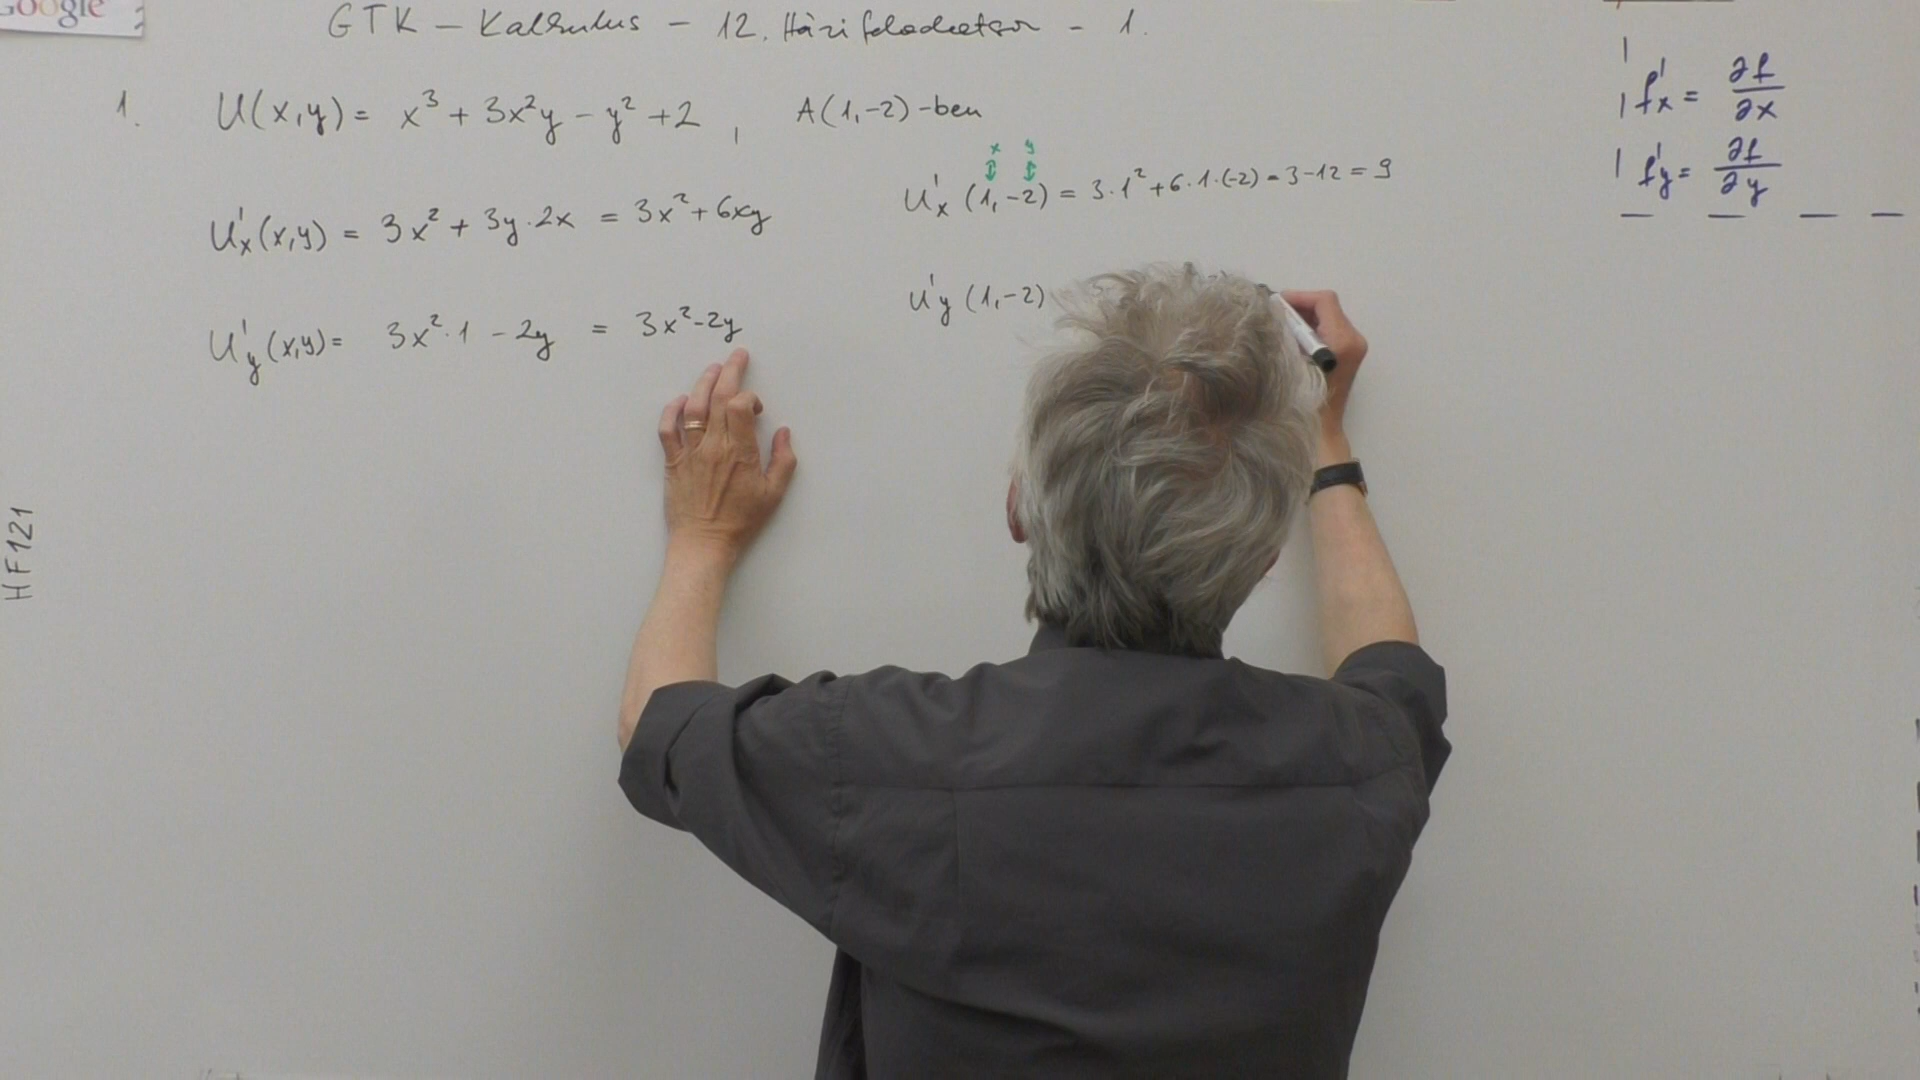 Google
GTK - Kalkulus - 12. Házi feladatsor - 1.
1. U(x,y) = x³ + 3x²y - y² + 2, A(1,-2)-ben
x y
U'x(x,y) = 3x² + 3y·2x = 3x² + 6xy
U'x(1,-2) = 3·1² + 6·1·(-2) = 3-12 = 9
U'y(x,y) = 3x²·1 - 2y = 3x²-2y
U'y(1,-2)
f'x = ∂f/∂x
f'y = ∂f/∂y
HF121